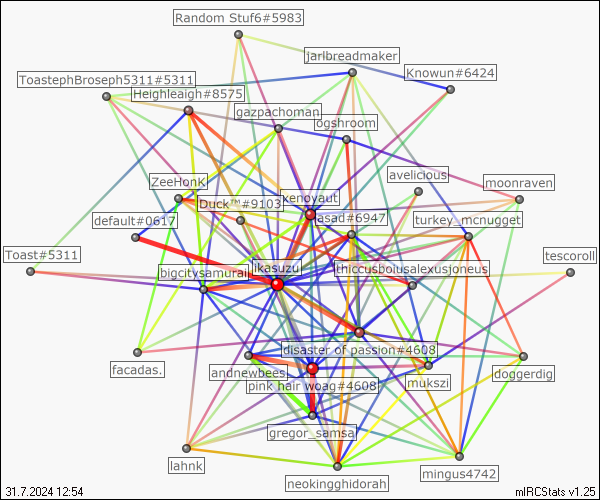 Random Stuf6#5983
jarlbreadmaker
Knowun#6424
ToastephBroseph5311#5311
Heighleaigh#8575
gazpachoman
ogshroom
avelicious
ZeeHonK
xenoyaut
moonraven
Duck™#9103
asad#6947
default#0617
turkey_mcnugget
Toast#5311
tescoroll
bigcitysamurai
ikasuzu
thiccusbolusalexusjoneus
disaster of passion#4608
facadas.
andnewbees
doggerdig
pink hair woag#4608
mukszi
gregor_samsa
lahnk
mingus4742
neokingghidorah
31.7.2024 12:54
mIRCStats v1.25